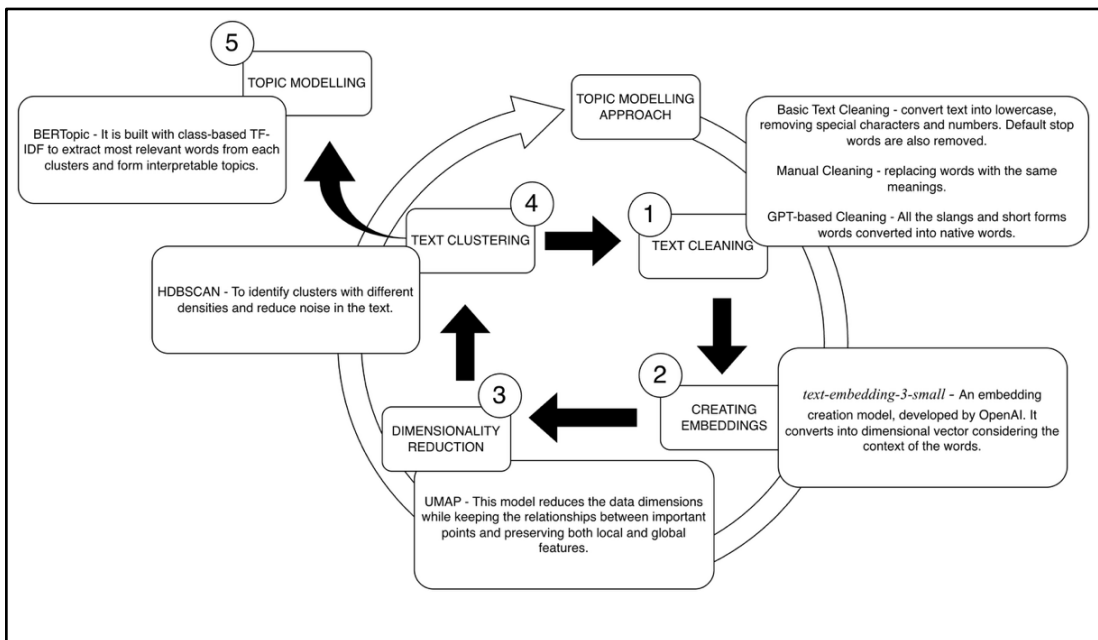 5
TOPIC MODELLING
BERTopic - It is built with class-based TF-
IDF to extract most relevant words from each
clusters and form interpretable topics.
TOPIC MODELLING
APPROACH
Basic Text Cleaning - convert text into lowercase,
removing special characters and numbers. Default stop
words are also removed.
Manual Cleaning - replacing words with the same
meanings.
GPT-based Cleaning - All the slangs and short forms
words converted into native words.
1
TEXT CLEANING
4
TEXT CLUSTERING
HDBSCAN - To identify clusters with different
densities and reduce noise in the text.
2
CREATING
EMBEDDINGS
text-embedding-3-small - An embedding
creation model, developed by OpenAI. It
converts into dimensional vector considering the
context of the words.
3
DIMENSIONALITY
REDUCTION
UMAP - This model reduces the data dimensions
while keeping the relationships between important
points and preserving both local and global
features.